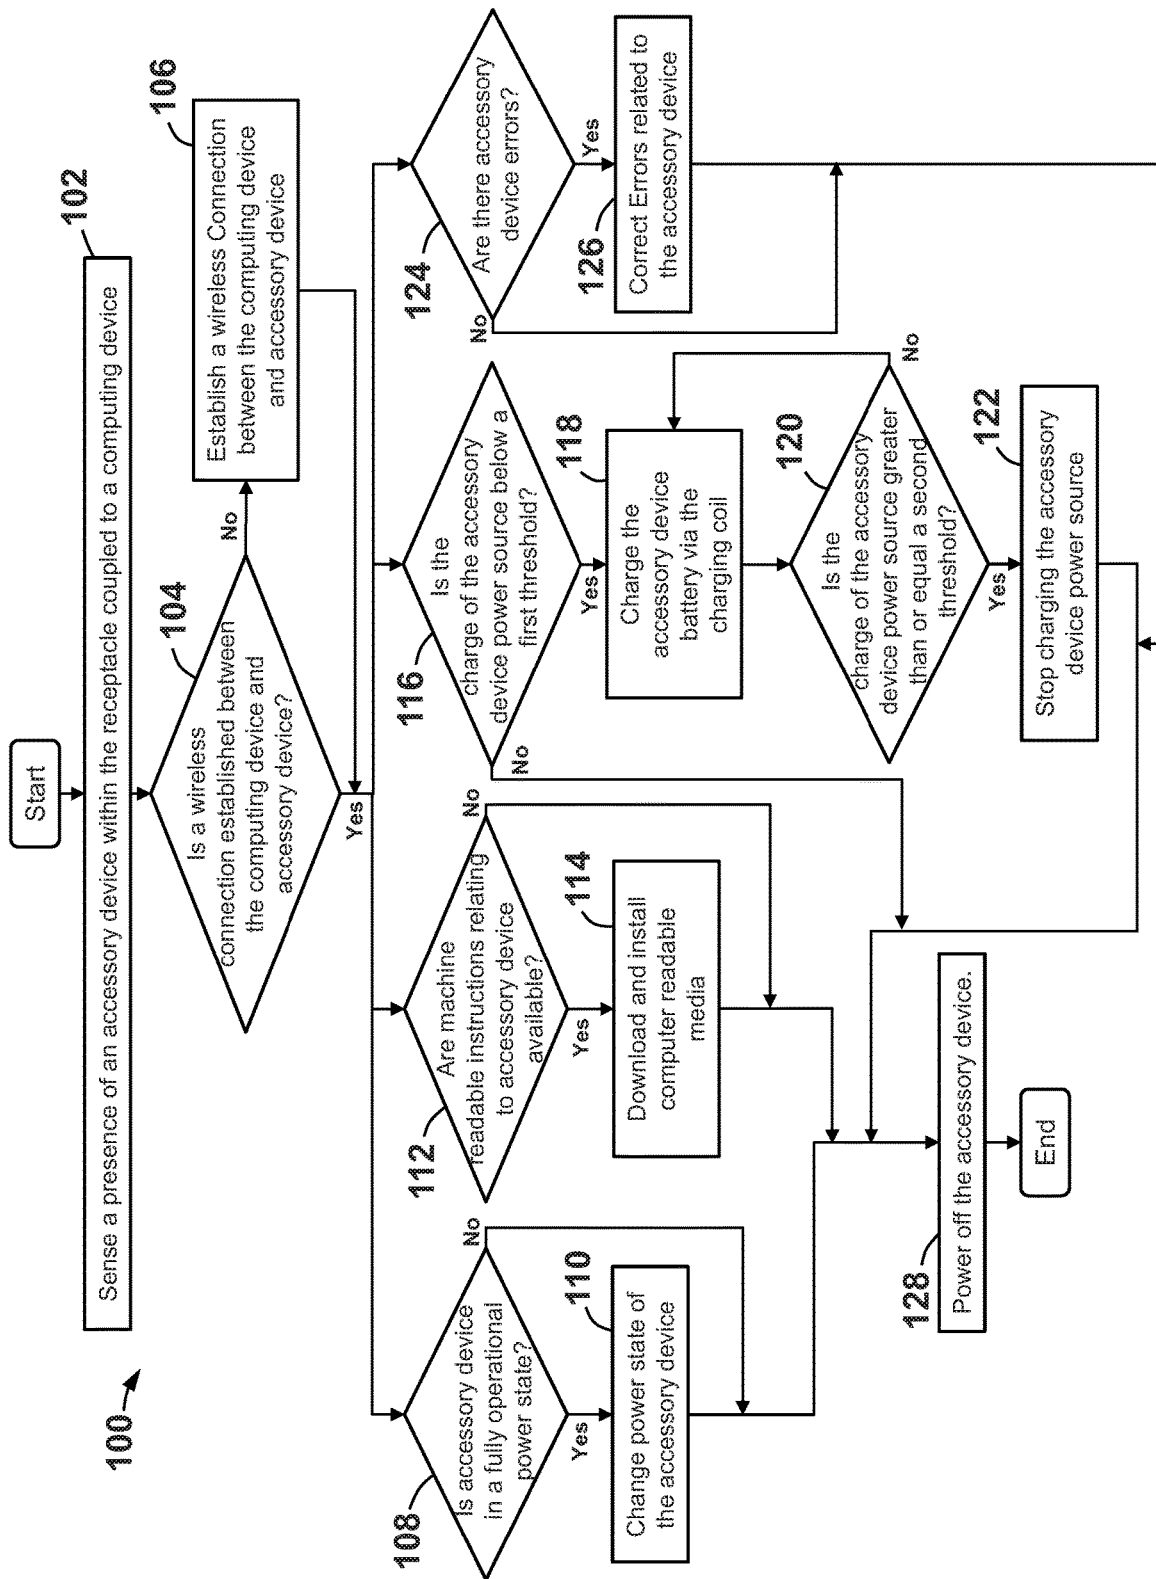 100
Start
Sense a presence of an accessory device within the receptacle coupled to a computing device
102
Is a wireless
connection established between
the computing device and
accessory device?
104
No
Yes
Establish a wireless Connection
between the computing device
and accessory device
106
Is accessory device
in a fully operational
power state?
108
No
Yes
Change power state of
the accessory device
110
Are machine
readable instructions relating
to accessory device
available?
112
No
Yes
Download and install
computer readable
media
114
Is the
charge of the accessory
device power source below a
first threshold?
116
No
Yes
Charge the
accessory device
battery via the
charging coil
118
Is the
charge of the accessory
device power source greater
than or equal a second
threshold?
120
No
Yes
Stop charging the accessory
device power source
122
Are there accessory
device errors?
124
No
Yes
Correct Errors related to
the accessory device
126
Power off the accessory device.
128
End